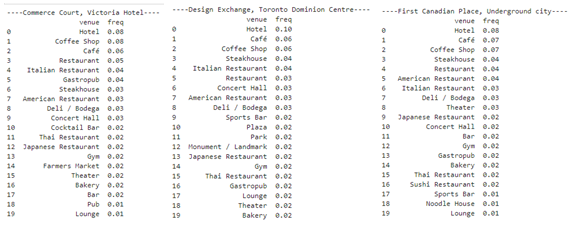 ----Commerce Court, Victoria Hotel----
venue freq
0 Hotel 0.08
1 Coffee Shop 0.08
2 Café 0.06
3 Restaurant 0.05
4 Italian Restaurant 0.04
5 Gastropub 0.04
6 Steakhouse 0.03
7 American Restaurant 0.03
8 Deli / Bodega 0.03
9 Concert Hall 0.03
10 Cocktail Bar 0.02
11 Thai Restaurant 0.02
12 Japanese Restaurant 0.02
13 Gym 0.02
14 Farmers Market 0.02
15 Theater 0.02
16 Bakery 0.02
17 Bar 0.02
18 Pub 0.01
19 Lounge 0.01
----Design Exchange, Toronto Dominion Centre----
venue freq
0 Hotel 0.10
1 Café 0.06
2 Coffee Shop 0.06
3 Steakhouse 0.04
4 Italian Restaurant 0.04
5 Restaurant 0.03
6 Concert Hall 0.03
7 American Restaurant 0.03
8 Deli / Bodega 0.03
9 Sports Bar 0.02
10 Plaza 0.02
11 Park 0.02
12 Monument / Landmark 0.02
13 Japanese Restaurant 0.02
14 Gym 0.02
15 Thai Restaurant 0.02
16 Gastropub 0.02
17 Lounge 0.02
18 Theater 0.02
19 Bakery 0.02
----First Canadian Place, Underground city----
venue freq
0 Hotel 0.08
1 Café 0.07
2 Coffee Shop 0.07
3 Steakhouse 0.04
4 Restaurant 0.04
5 American Restaurant 0.04
6 Italian Restaurant 0.03
7 Deli / Bodega 0.03
8 Theater 0.03
9 Japanese Restaurant 0.02
10 Concert Hall 0.02
11 Bar 0.02
12 Gym 0.02
13 Gastropub 0.02
14 Bakery 0.02
15 Thai Restaurant 0.02
16 Sushi Restaurant 0.02
17 Sports Bar 0.01
18 Noodle House 0.01
19 Lounge 0.01